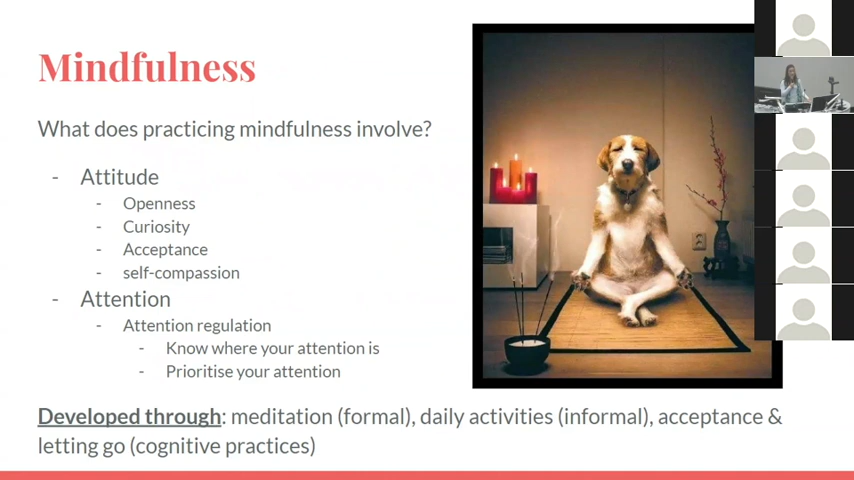 Mindfulness
What does practicing mindfulness involve?
- Attitude
- Openness
- Curiosity
- Acceptance
- self-compassion
- Attention
- Attention regulation
- Know where your attention is
- Prioritise your attention
Developed through: meditation (formal), daily activities (informal), acceptance &
letting go (cognitive practices)